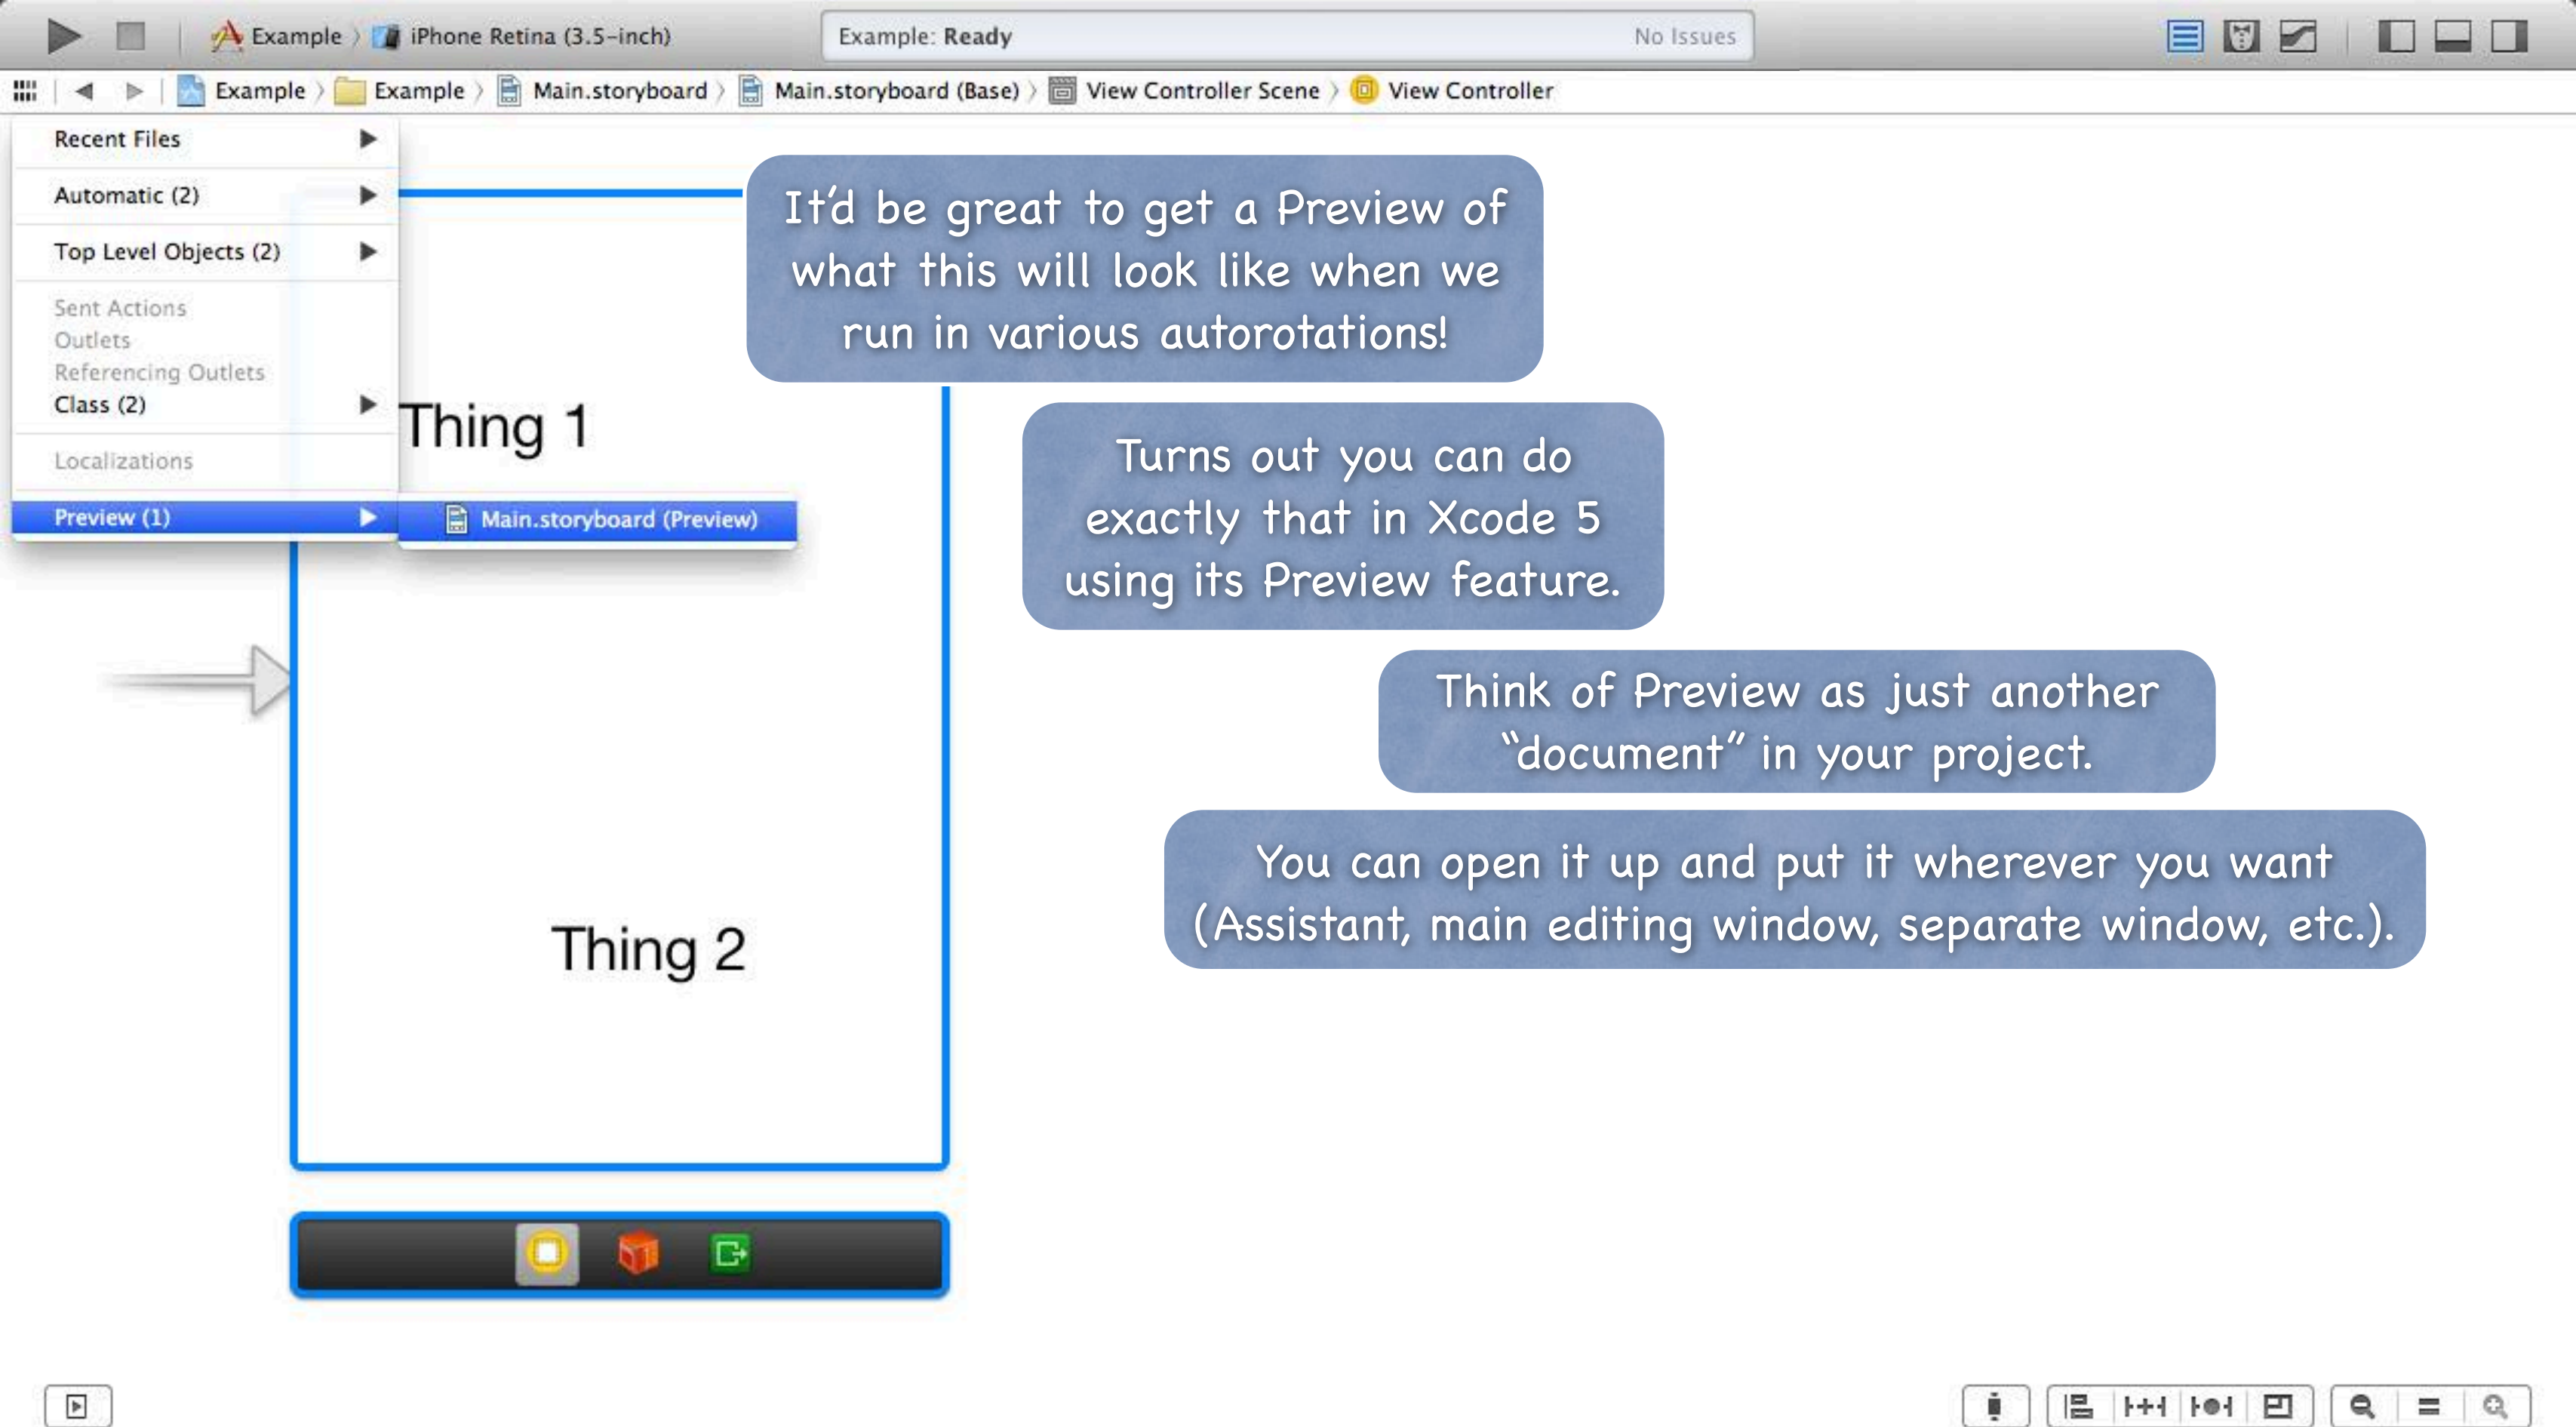 Example › iPhone Retina (3.5-inch)
Example: Ready
No Issues
Example › Example › Main.storyboard › Main.storyboard (Base) › View Controller Scene › View Controller
Recent Files
Automatic (2)
Top Level Objects (2)
Sent Actions
Outlets
Referencing Outlets
Class (2)
Localizations
Preview (1)
Main.storyboard (Preview)
It'd be great to get a Preview of
what this will look like when we
run in various autorotations!
Thing 1
Turns out you can do
exactly that in Xcode 5
using its Preview feature.
Think of Preview as just another
“document” in your project.
You can open it up and put it wherever you want
(Assistant, main editing window, separate window, etc.).
Thing 2